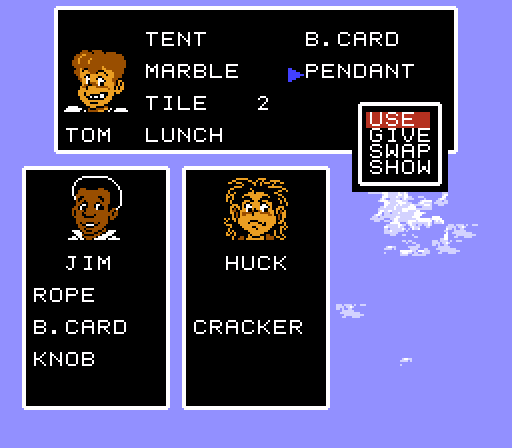 TENT B.CARD
MARBLE PENDANT
TILE 2
TOM LUNCH
USE
GIVE
SWAP
SHOW
JIM
ROPE
B.CARD
KNOB
HUCK
CRACKER